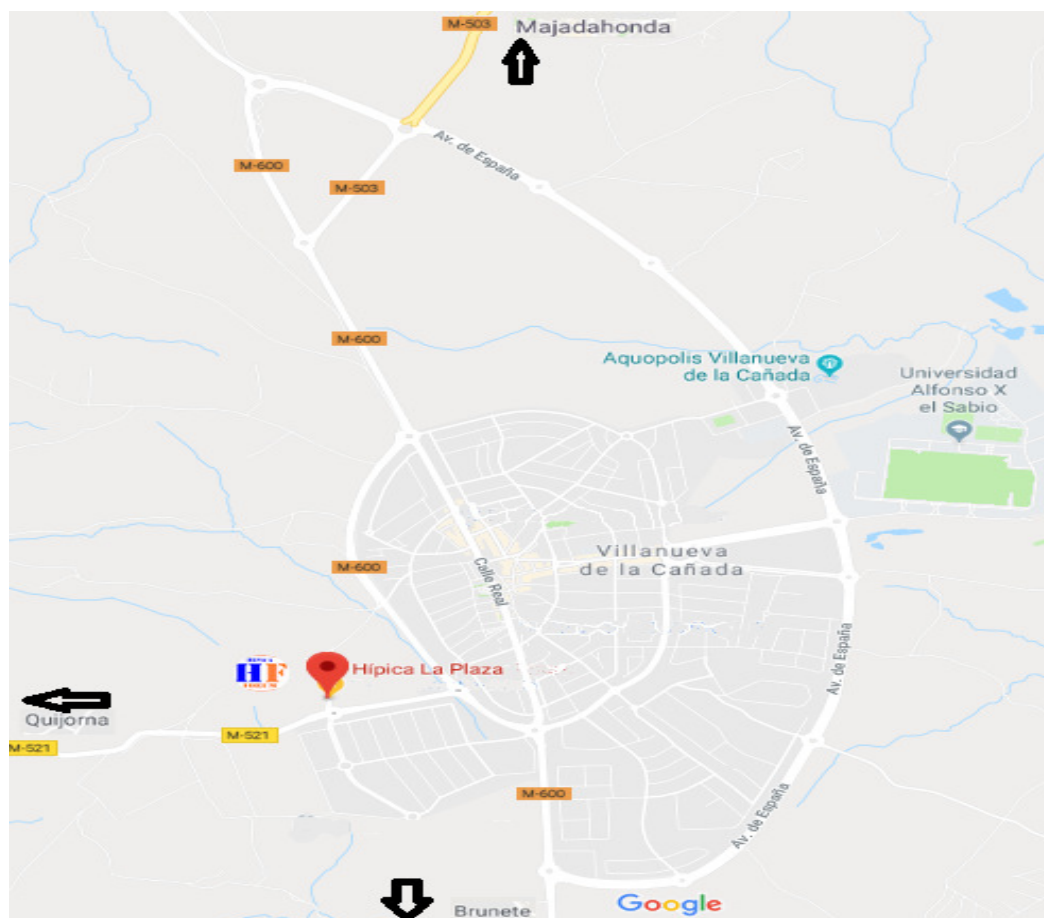 M-503
Majadahonda
Av. de España
M-600
M-503
M-600
Aquopolis Villanueva
de la Cañada
Universidad
Alfonso X
el Sabio
Av. de España
Villanueva
de la Cañada
M-600
Calle Real
Av. de España
Hípica La Plaza
HF
Quijorna
M-521
M-521
M-600
Av. de España
Brunete
Google